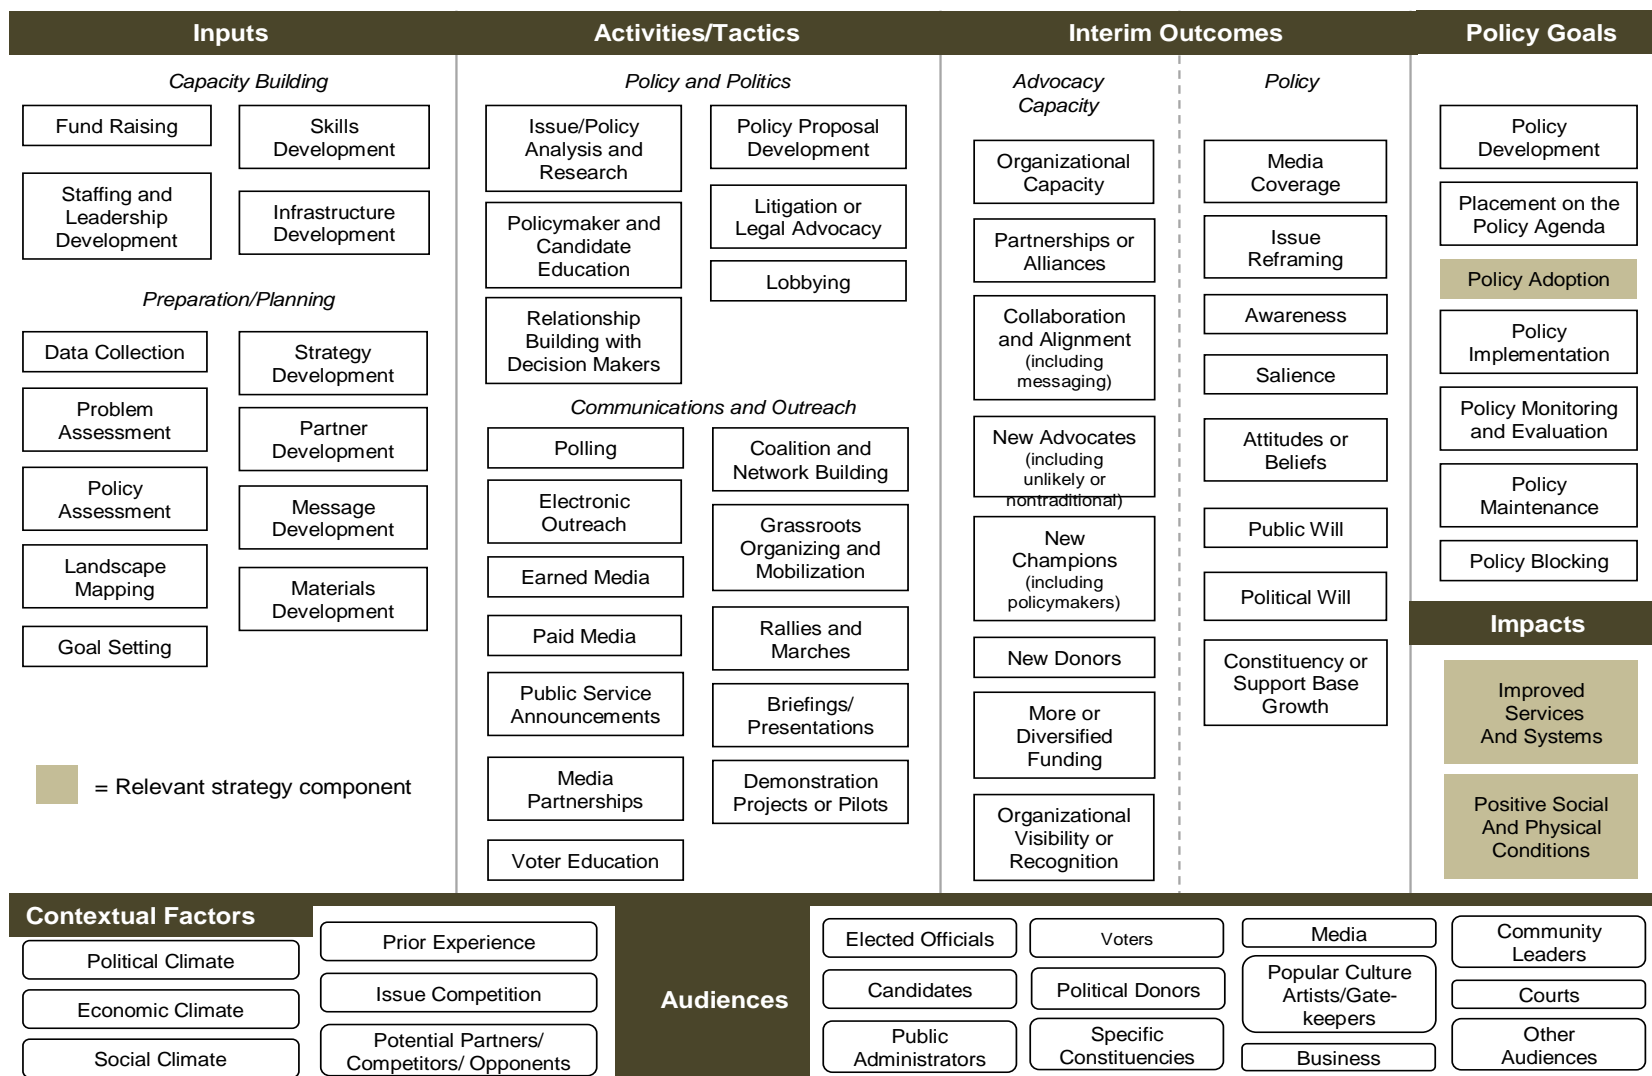 Inputs
Capacity Building
Fund Raising
Skills
Development
Staffing and
Leadership
Development
Infrastructure
Development
Preparation/Planning
Data Collection
Strategy
Development
Problem
Assessment
Partner
Development
Policy
Assessment
Message
Development
Landscape
Mapping
Materials
Development
Goal Setting
= Relevant strategy component
Activities/Tactics
Policy and Politics
Issue/Policy
Analysis and
Research
Policy Proposal
Development
Policymaker and
Candidate
Education
Litigation or
Legal Advocacy
Lobbying
Relationship
Building with
Decision Makers
Communications and Outreach
Polling
Coalition and
Network Building
Electronic
Outreach
Grassroots
Organizing and
Mobilization
Earned Media
Paid Media
Rallies and
Marches
Public Service
Announcements
Briefings/
Presentations
Media
Partnerships
Demonstration
Projects or Pilots
Voter Education
Interim Outcomes
Advocacy
Capacity
Organizational
Capacity
Partnerships or
Alliances
Collaboration
and Alignment
(including
messaging)
New Advocates
(including
unlikely or
nontraditional)
New
Champions
(including
policymakers)
New Donors
More or
Diversified
Funding
Organizational
Visibility or
Recognition
Policy
Media
Coverage
Issue
Reframing
Awareness
Salience
Attitudes or
Beliefs
Public Will
Political Will
Constituency or
Support Base
Growth
Policy Goals
Policy
Development
Placement on the
Policy Agenda
Policy Adoption
Policy
Implementation
Policy Monitoring
and Evaluation
Policy
Maintenance
Policy Blocking
Impacts
Improved
Services
And Systems
Positive Social
And Physical
Conditions
Contextual Factors
Political Climate
Economic Climate
Social Climate
Prior Experience
Issue Competition
Potential Partners/
Competitors/ Opponents
Audiences
Elected Officials
Candidates
Public
Administrators
Voters
Political Donors
Specific
Constituencies
Media
Popular Culture
Artists/Gate-
keepers
Business
Community
Leaders
Courts
Other
Audiences